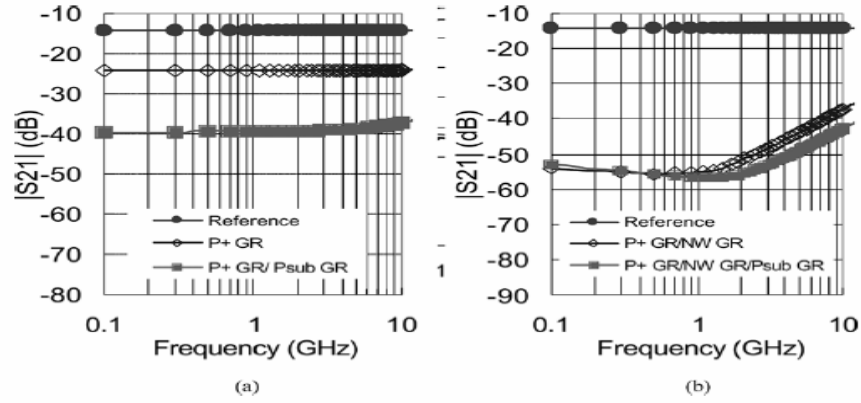 -10
-20
-30
-40
-50
-60
-70
-80
|S21| (dB)
Reference
P+ GR
P+ GR/ Psub GR
0.1 1 10
Frequency (GHz)
(a)
1
-10
-20
-30
-40
-50
-60
-70
-80
-90
|S21| (dB)
Reference
P+ GR/NW GR
P+ GR/NW GR/Psub GR
0.1 1 10
Frequency (GHz)
(b)